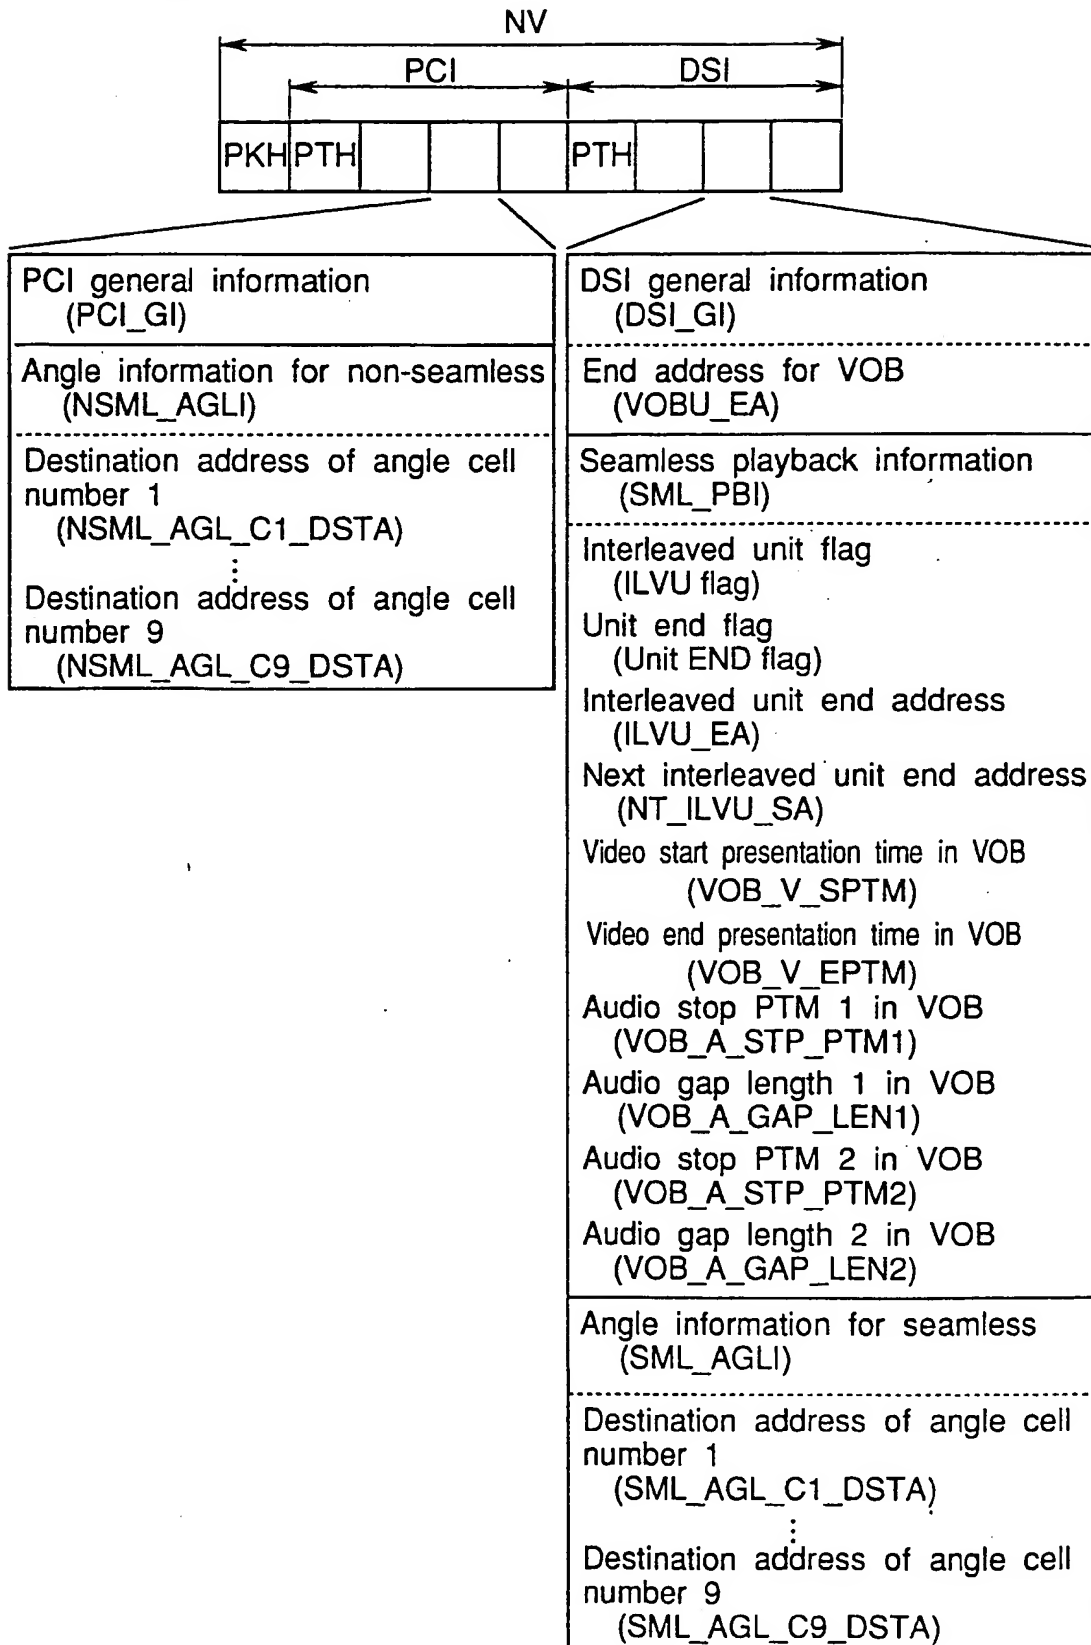 NV
PCI DSI
PKH PTH PTH
PCI general information
(PCI_GI)
Angle information for non-seamless
(NSML_AGLI)
Destination address of angle cell
number 1
(NSML_AGL_C1_DSTA)
⋮
Destination address of angle cell
number 9
(NSML_AGL_C9_DSTA)
DSI general information
(DSI_GI)
End address for VOB
(VOBU_EA)
Seamless playback information
(SML_PBI)
Interleaved unit flag
(ILVU flag)
Unit end flag
(Unit END flag)
Interleaved unit end address
(ILVU_EA)
Next interleaved unit end address
(NT_ILVU_SA)
Video start presentation time in VOB
(VOB_V_SPTM)
Video end presentation time in VOB
(VOB_V_EPTM)
Audio stop PTM 1 in VOB
(VOB_A_STP_PTM1)
Audio gap length 1 in VOB
(VOB_A_GAP_LEN1)
Audio stop PTM 2 in VOB
(VOB_A_STP_PTM2)
Audio gap length 2 in VOB
(VOB_A_GAP_LEN2)
Angle information for seamless
(SML_AGLI)
Destination address of angle cell
number 1
(SML_AGL_C1_DSTA)
⋮
Destination address of angle cell
number 9
(SML_AGL_C9_DSTA)